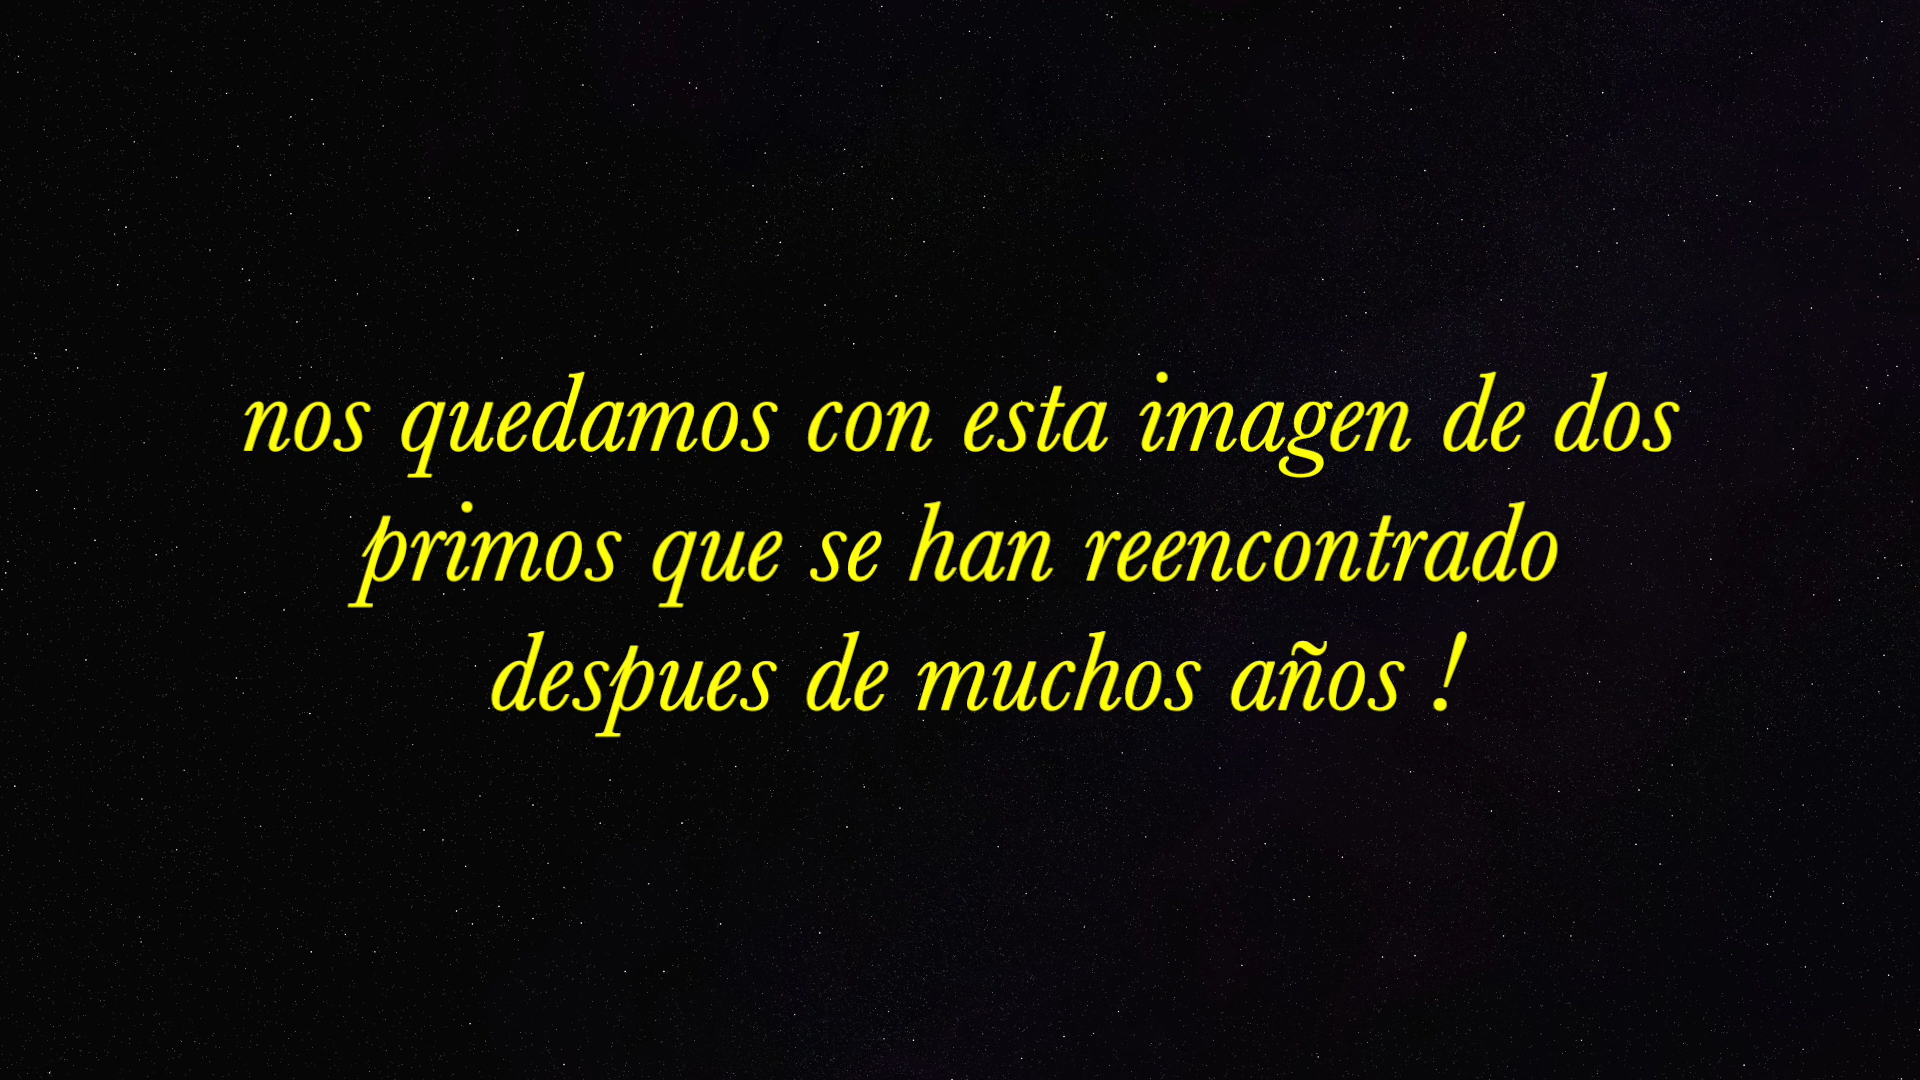 nos quedamos con esta imagen de dos
primos que se han reencontrado
despues de muchos años !